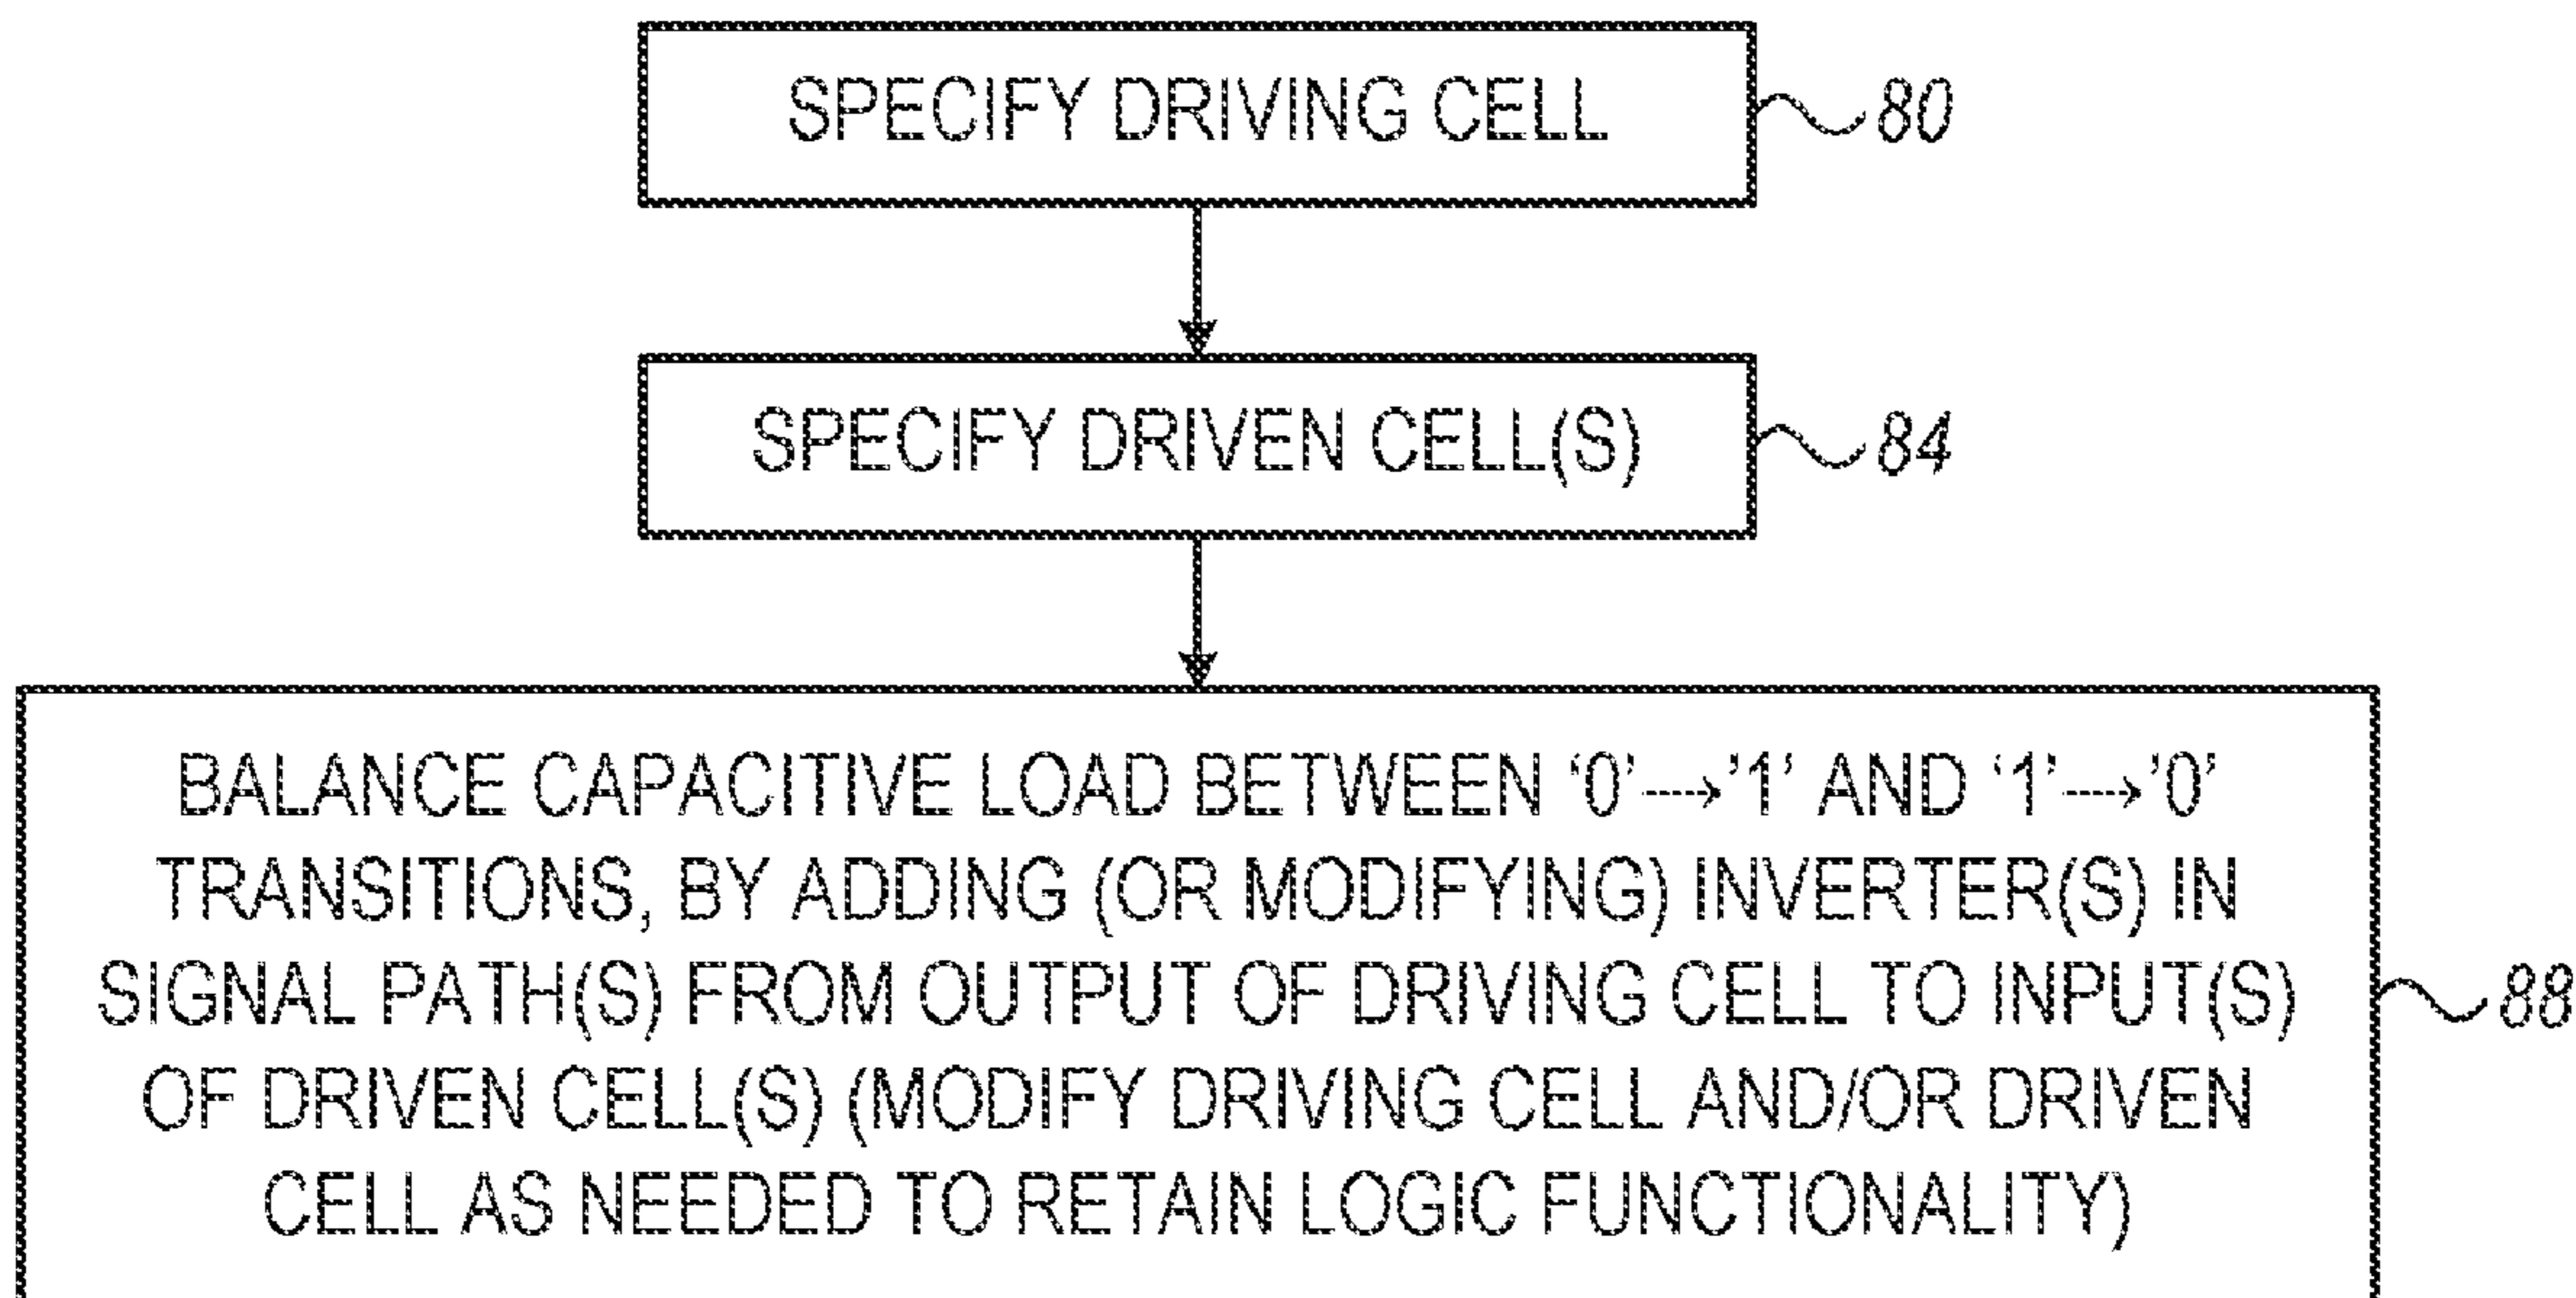 SPECIFY DRIVING CELL
80
SPECIFY DRIVEN CELL(S)
84
BALANCE CAPACITIVE LOAD BETWEEN ‘0’→’1’ AND ‘1’→’0’
TRANSITIONS, BY ADDING (OR MODIFYING) INVERTER(S) IN
SIGNAL PATH(S) FROM OUTPUT OF DRIVING CELL TO INPUT(S)
OF DRIVEN CELL(S) (MODIFY DRIVING CELL AND/OR DRIVEN
CELL AS NEEDED TO RETAIN LOGIC FUNCTIONALITY)
88